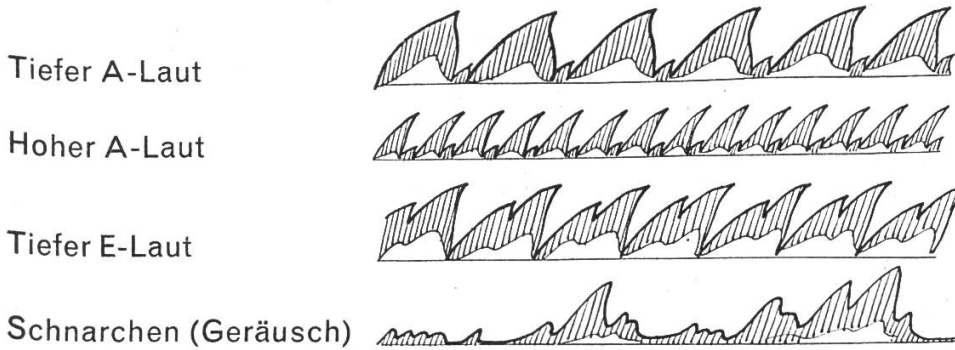 Tiefer A-Laut
Hoher A-Laut
Tiefer E-Laut
Schnarchen (Geräusch)